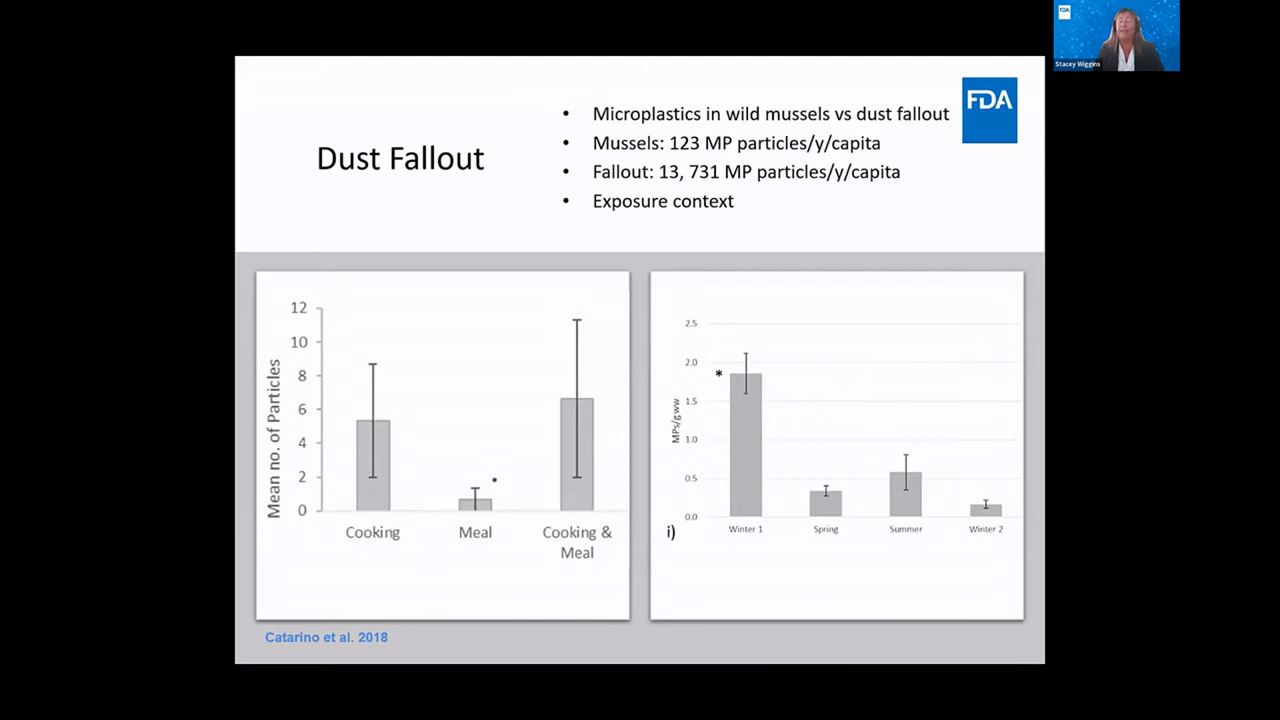 FDA
Stacey Wiggins
Dust Fallout
• Microplastics in wild mussels vs dust fallout
• Mussels: 123 MP particles/y/capita
• Fallout: 13, 731 MP particles/y/capita
• Exposure context
FDA
Mean no. of Particles
12
10
8
6
4
2
0
*
Cooking
Meal
Cooking &
Meal
MPs/g ww
2.5
2.0
1.5
1.0
0.5
0.0
*
i)
Winter 1
Spring
Summer
Winter 2
Catarino et al. 2018